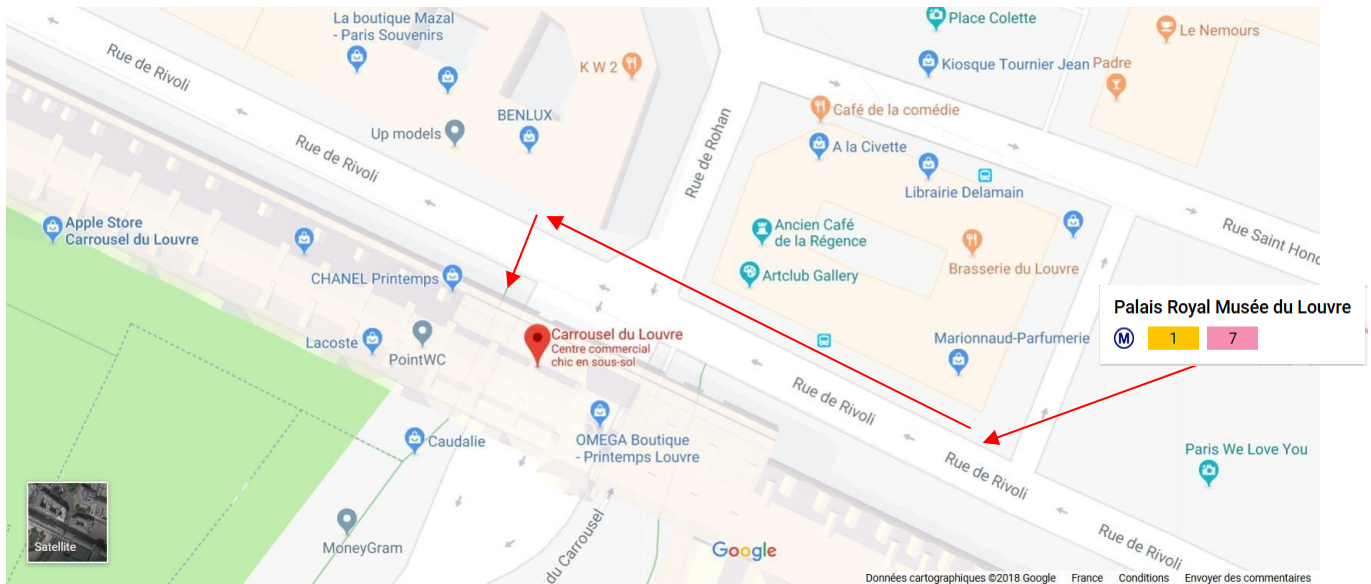 La boutique Mazal
- Paris Souvenirs
Place Colette
Le Nemours
Rue de Rivoli
K W 2
Kiosque Tournier Jean
Padre
Café de la comédie
BENLUX
Up models
Rue de Rivoli
Rue de Rohan
A la Civette
Librairie Delamain
Apple Store
Carrousel du Louvre
Ancien Café
de la Régence
Rue Saint Hono
Brasserie du Louvre
CHANEL Printemps
Artclub Gallery
Palais Royal Musée du Louvre
M 1 7
Lacoste
PointWC
Carrousel du Louvre
Centre commercial
chic en sous-sol
Marionnaud-Parfumerie
Rue de Rivoli
Caudalie
OMEGA Boutique
- Printemps Louvre
Rue de Rivoli
Paris We Love You
Satellite
MoneyGram
du Carrousel
Google
Rue de Rivoli
Données cartographiques ©2018 Google France Conditions Envoyer des commentaires